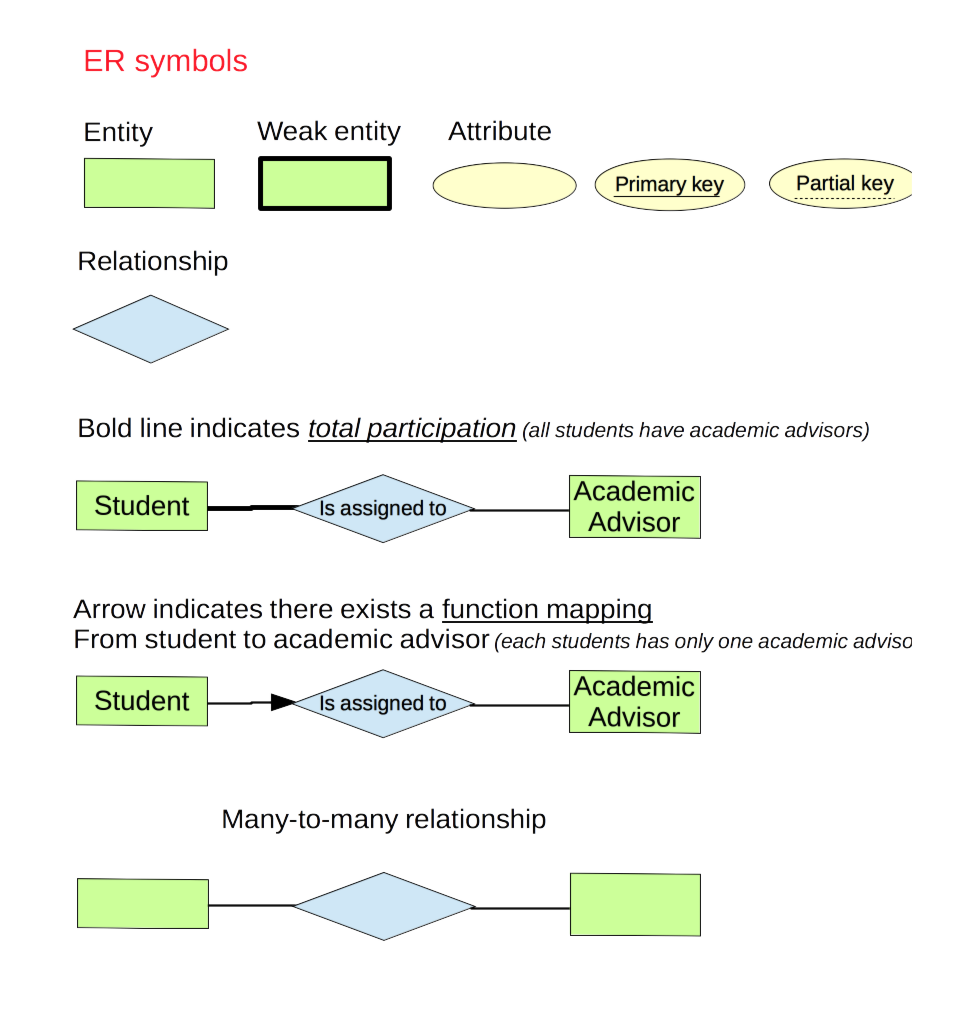 ER symbols
Entity
Weak entity
Attribute
Primary key
Partial key
Relationship
Bold line indicates total participation (all students have academic advisors)
Student
Is assigned to
Academic
Advisor
Arrow indicates there exists a function mapping
From student to academic advisor (each students has only one academic adviso
Student
Is assigned to
Academic
Advisor
Many-to-many relationship